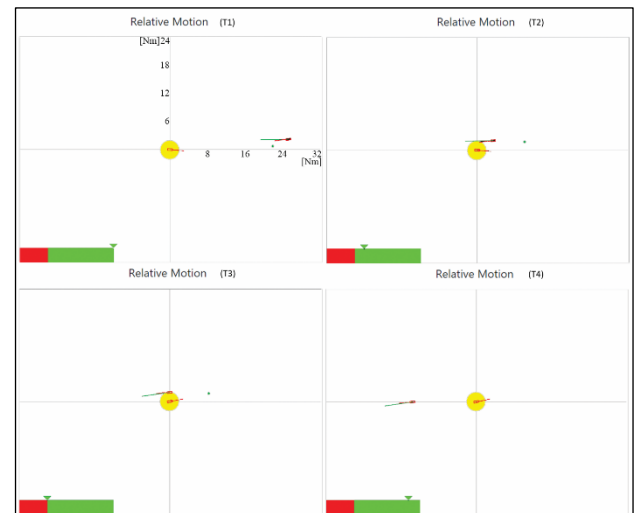 Relative Motion (T1)
[Nm]24
18
12
6
8 16 24 32
[Nm]
Relative Motion (T2)
Relative Motion (T3)
Relative Motion (T4)